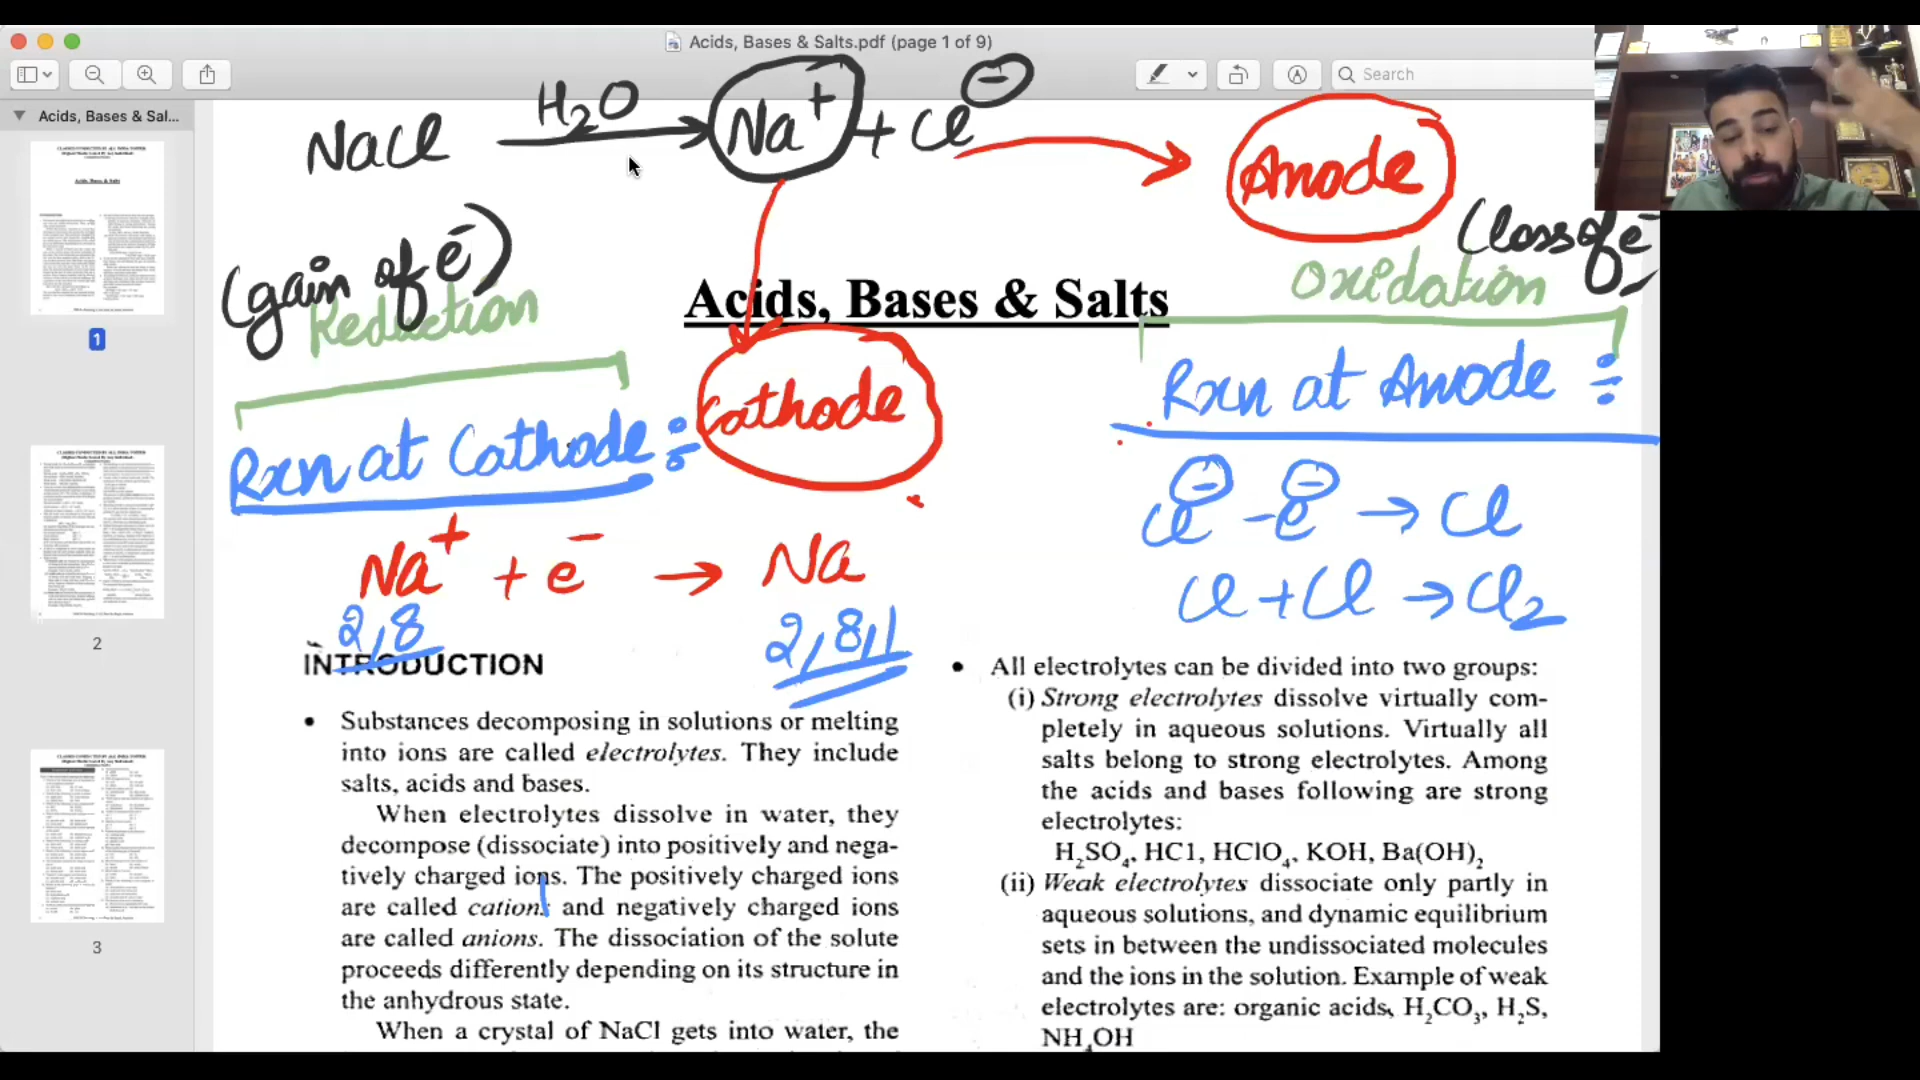 Acids, Bases & Salts.pdf (page 1 of 9)
Search
Acids, Bases & Sal...
1
2
3
NaCl H₂O → Na⁺ + Cl⁻ → Anode
(gain of e⁻)
(Loss of e⁻)
Reduction
Oxidation
Acids, Bases & Salts
Cathode
Rxn at Cathode :-
Na⁺ + e⁻ → Na
2,8 2,8,1
Rxn at Anode :-
Cl⁻ - e⁻ → Cl
Cl + Cl → Cl₂
INTRODUCTION
• Substances decomposing in solutions or melting
into ions are called electrolytes. They include
salts, acids and bases.
When electrolytes dissolve in water, they
decompose (dissociate) into positively and nega-
tively charged ions. The positively charged ions
are called cations and negatively charged ions
are called anions. The dissociation of the solute
proceeds differently depending on its structure in
the anhydrous state.
When a crystal of NaCl gets into water, the
• All electrolytes can be divided into two groups:
(i) Strong electrolytes dissolve virtually com-
pletely in aqueous solutions. Virtually all
salts belong to strong electrolytes. Among
the acids and bases following are strong
electrolytes:
H₂SO₄, HC1, HClO₄, KOH, Ba(OH)₂
(ii) Weak electrolytes dissociate only partly in
aqueous solutions, and dynamic equilibrium
sets in between the undissociated molecules
and the ions in the solution. Example of weak
electrolytes are: organic acids, H₂CO₃, H₂S,
NH₄OH